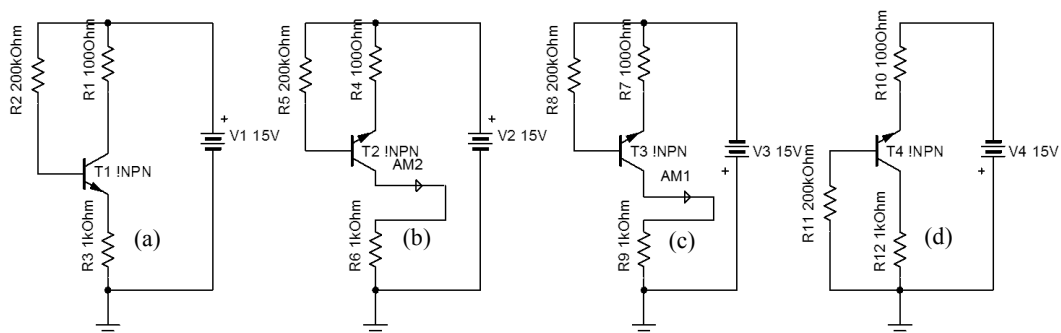 R2 200kOhm
R1 100Ohm
+
V1 15V
T1 !NPN
R3 1kOhm
(a)
R5 200kOhm
R4 100Ohm
+
V2 15V
T2 !NPN
AM2
R6 1kOhm
(b)
R8 200kOhm
R7 100Ohm
V3 15V
+
T3 !NPN
AM1
R9 1kOhm
(c)
R10 100Ohm
T4 !NPN
V4 15V
+
R11 200kOhm
R12 1kOhm
(d)